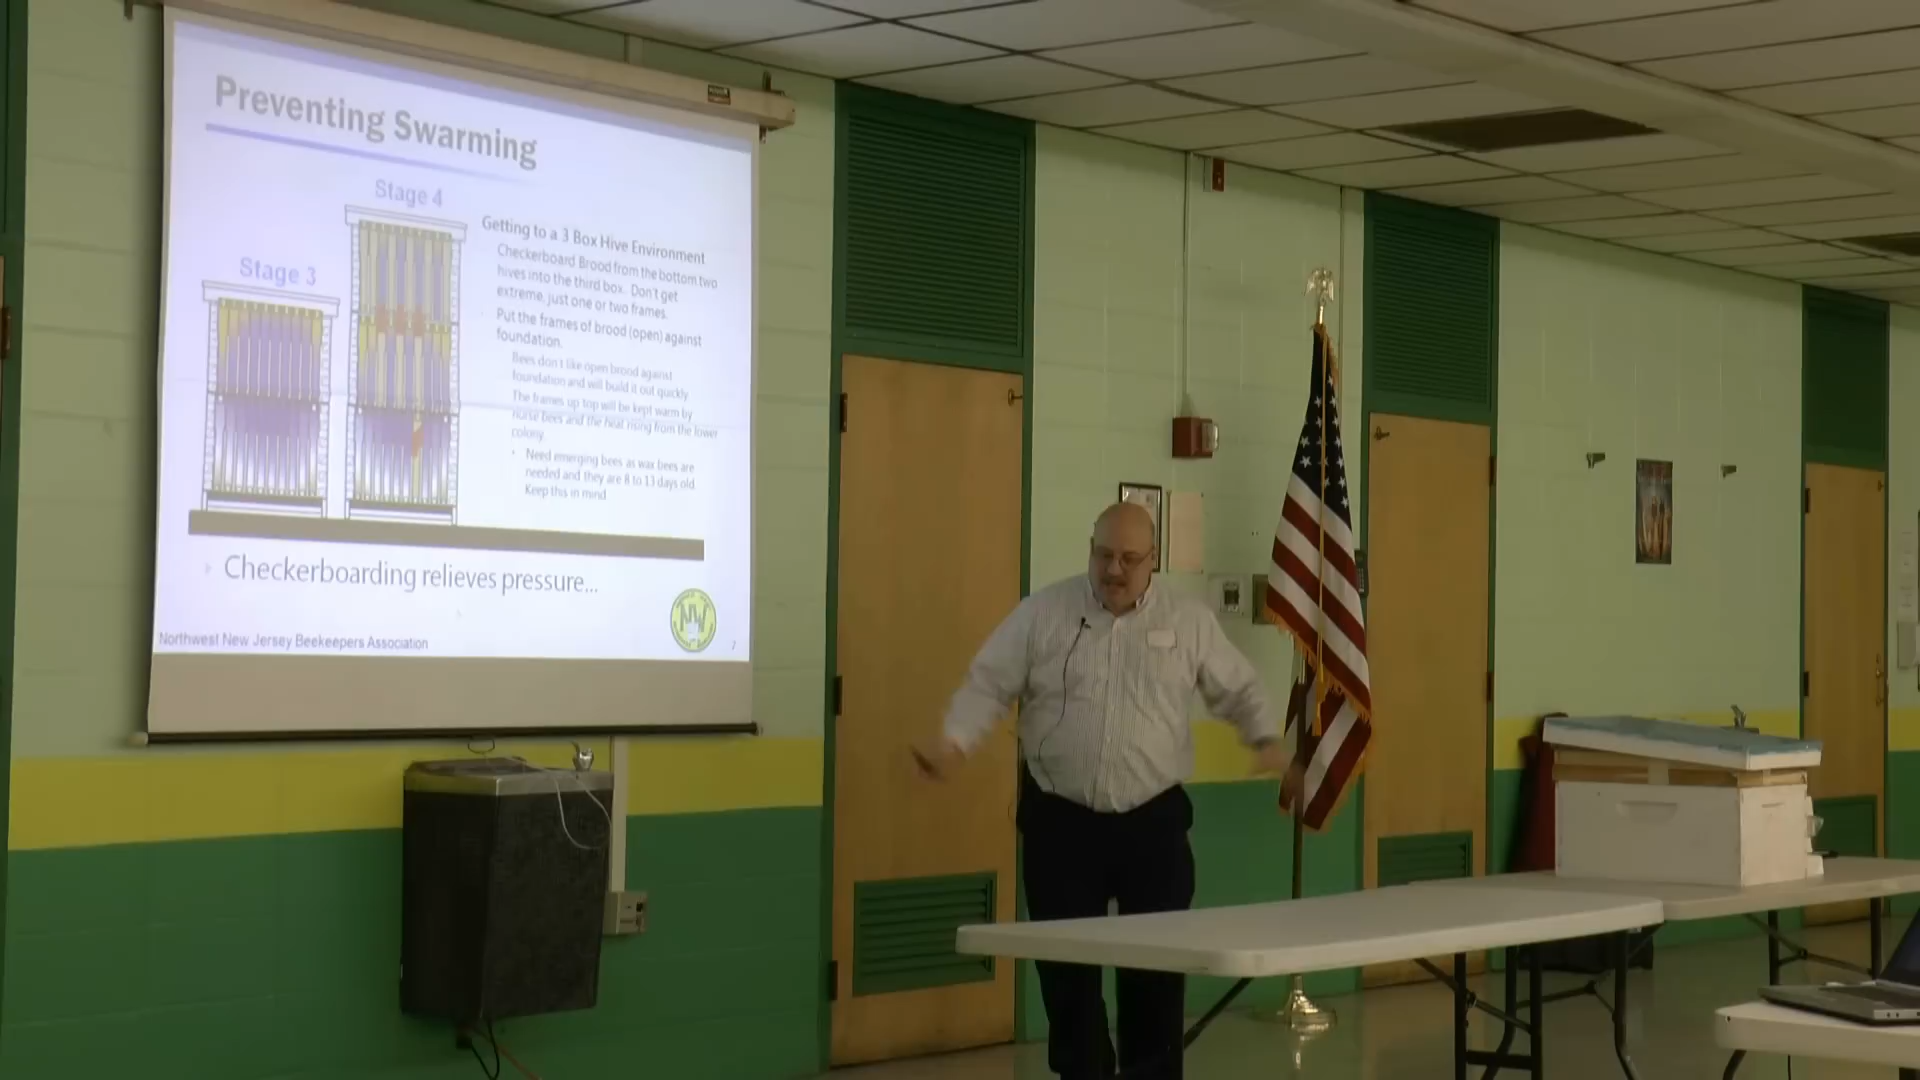 Preventing Swarming
Stage 4
Stage 3
Getting to a 3 Box Hive Environment
Checkerboard Brood from the bottom two
hives into the third box. Don't get
extreme, just one or two frames.
Put the frames of brood (open) against
foundation.
Bees don't like open brood against
foundation and will build it out quickly
The frames up top will be kept warm by
nurse bees and the heat rising from the lower
colony
• Need emerging bees as wax bees are
needed and they are 8 to 13 days old.
Keep this in mind
Checkerboarding relieves pressure...
Northwest New Jersey Beekeepers Association
NW
7